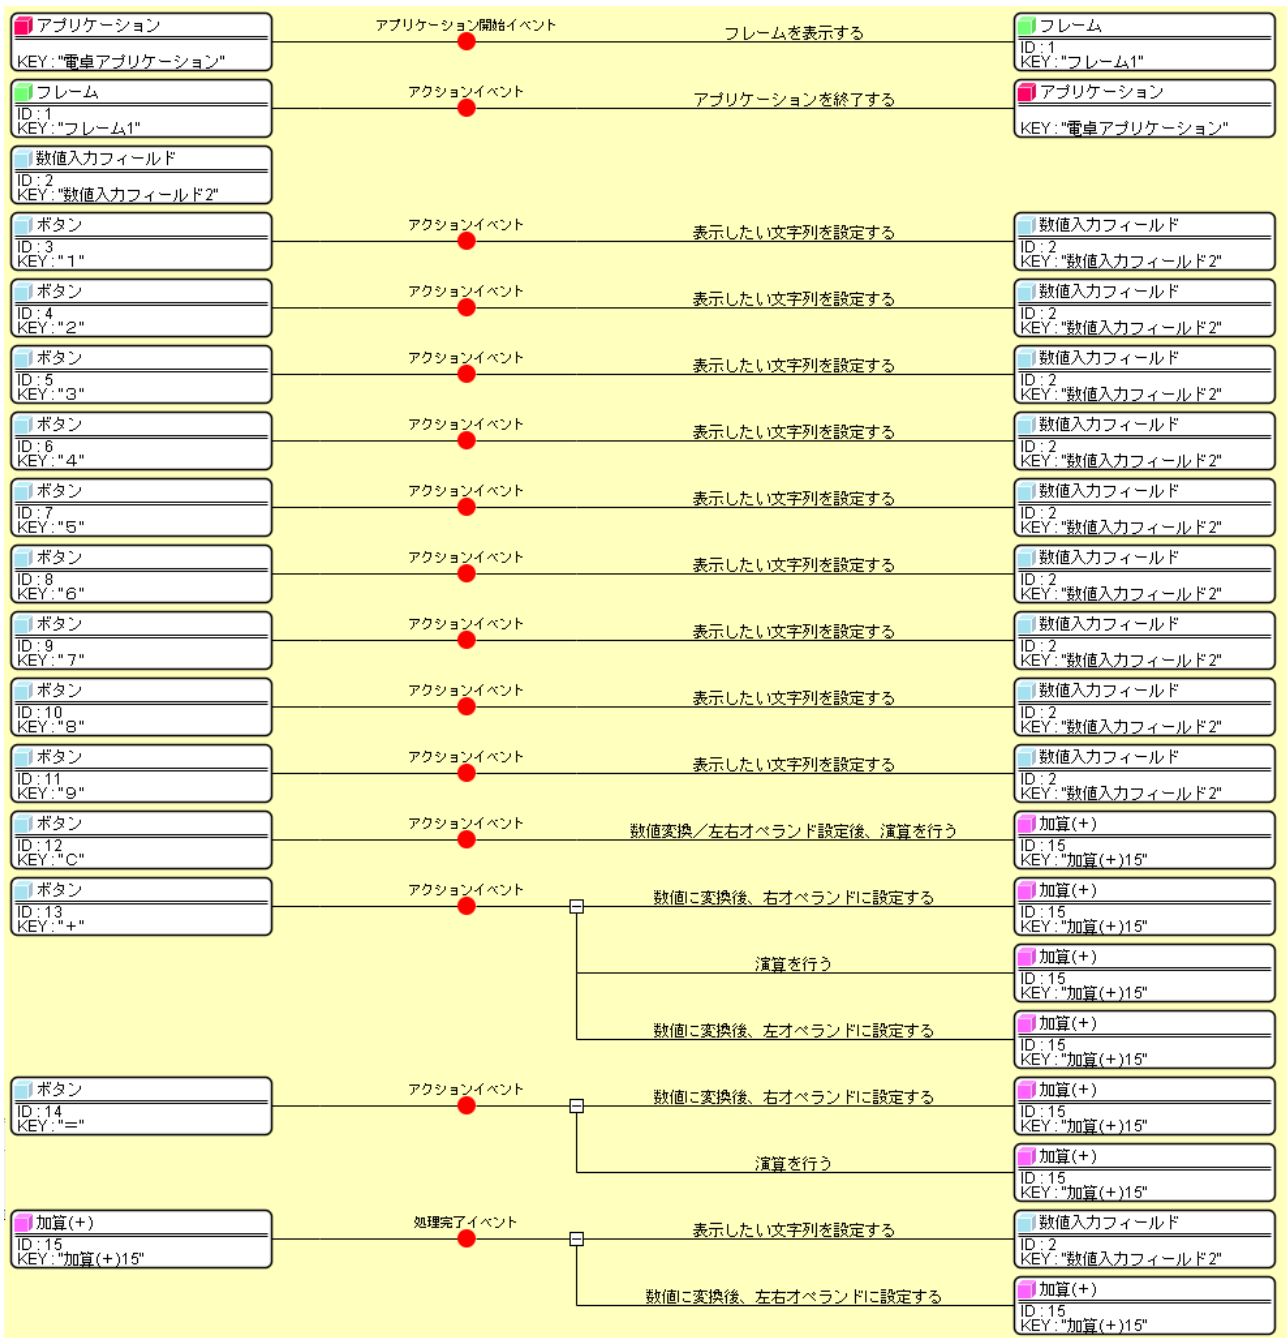 アプリケーション
KEY:"電卓アプリケーション"
アプリケーション開始イベント
フレームを表示する
フレーム
ID:1
KEY:"フレーム1"
フレーム
ID:1
KEY:"フレーム1"
アクションイベント
アプリケーションを終了する
アプリケーション
KEY:"電卓アプリケーション"
数値入力フィールド
ID:2
KEY:"数値入力フィールド2"
ボタン
ID:3
KEY:"1"
アクションイベント
表示したい文字列を設定する
数値入力フィールド
ID:2
KEY:"数値入力フィールド2"
ボタン
ID:4
KEY:"2"
アクションイベント
表示したい文字列を設定する
数値入力フィールド
ID:2
KEY:"数値入力フィールド2"
ボタン
ID:5
KEY:"3"
アクションイベント
表示したい文字列を設定する
数値入力フィールド
ID:2
KEY:"数値入力フィールド2"
ボタン
ID:6
KEY:"4"
アクションイベント
表示したい文字列を設定する
数値入力フィールド
ID:2
KEY:"数値入力フィールド2"
ボタン
ID:7
KEY:"5"
アクションイベント
表示したい文字列を設定する
数値入力フィールド
ID:2
KEY:"数値入力フィールド2"
ボタン
ID:8
KEY:"6"
アクションイベント
表示したい文字列を設定する
数値入力フィールド
ID:2
KEY:"数値入力フィールド2"
ボタン
ID:9
KEY:"7"
アクションイベント
表示したい文字列を設定する
数値入力フィールド
ID:2
KEY:"数値入力フィールド2"
ボタン
ID:10
KEY:"8"
アクションイベント
表示したい文字列を設定する
数値入力フィールド
ID:2
KEY:"数値入力フィールド2"
ボタン
ID:11
KEY:"9"
アクションイベント
表示したい文字列を設定する
数値入力フィールド
ID:2
KEY:"数値入力フィールド2"
ボタン
ID:12
KEY:"C"
アクションイベント
数値変換／左右オペランド設定後、演算を行う
加算(+)
ID:15
KEY:"加算(+)15"
ボタン
ID:13
KEY:"+"
アクションイベント
数値に変換後、右オペランドに設定する
加算(+)
ID:15
KEY:"加算(+)15"
演算を行う
加算(+)
ID:15
KEY:"加算(+)15"
数値に変換後、左オペランドに設定する
加算(+)
ID:15
KEY:"加算(+)15"
ボタン
ID:14
KEY:"="
アクションイベント
数値に変換後、右オペランドに設定する
加算(+)
ID:15
KEY:"加算(+)15"
演算を行う
加算(+)
ID:15
KEY:"加算(+)15"
加算(+)
ID:15
KEY:"加算(+)15"
処理完了イベント
表示したい文字列を設定する
数値入力フィールド
ID:2
KEY:"数値入力フィールド2"
数値に変換後、左右オペランドに設定する
加算(+)
ID:15
KEY:"加算(+)15"